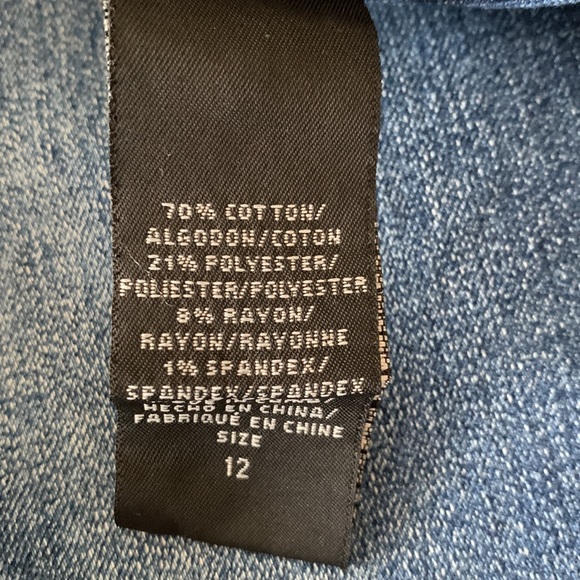 70% COTTON/
ALGODON/COTON
21% POLYESTER/
POLIESTER/POLYESTER
8% RAYON/
RAYON/RAYONNE
1% SPANDEX/
SPANDEX/SPANDEX
HECHO EN CHINA/
FABRIQUÉ EN CHINE
SIZE
12